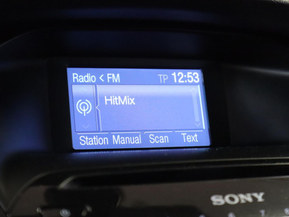 Radio < FM TP 12:53
HitMix
Station Manual Scan Text
SONY